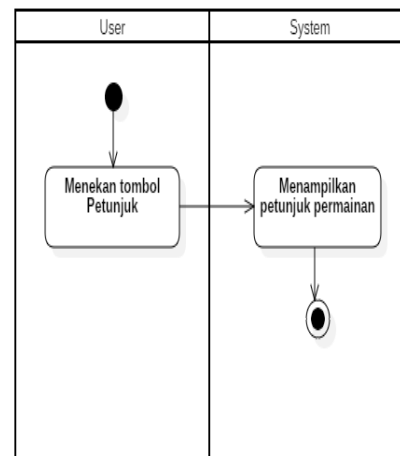 User
System
Menekan tombol
Petunjuk
Menampilkan
petunjuk permainan